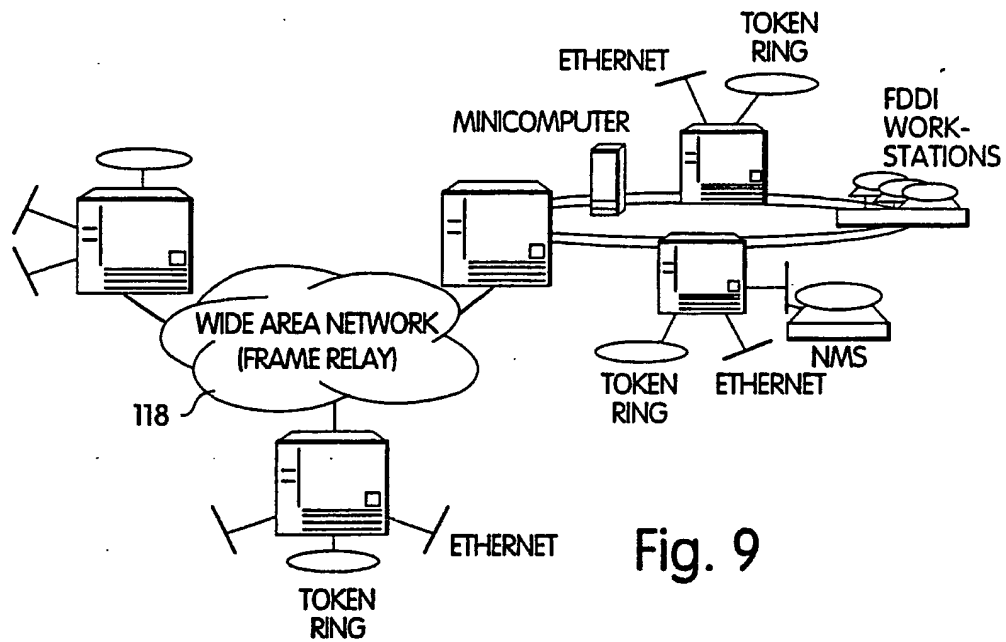 TOKEN
RING
ETHERNET
FDDI
WORK-
STATIONS
MINICOMPUTER
WIDE AREA NETWORK
(FRAME RELAY)
118
NMS
TOKEN
RING
ETHERNET
ETHERNET
TOKEN
RING
Fig. 9